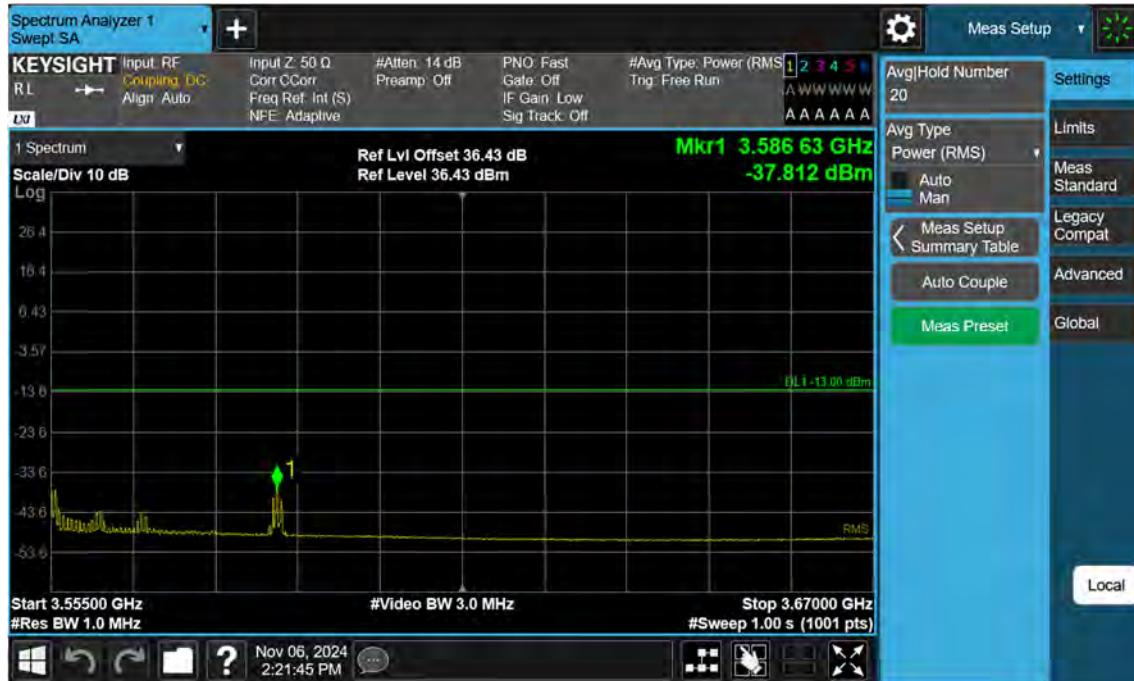 Spectrum Analyzer 1
Swept SA
+
Meas Setup
KEYSIGHT
RL
LXI
Input: RF
Coupling: DC
Align: Auto
Input Z: 50 Ω
Corr CCorr
Freq Ref: Int (S)
NFE: Adaptive
#Atten: 14 dB
Preamp: Off
PNO: Fast
Gate: Off
IF Gain: Low
Sig Track: Off
#Avg Type: Power (RMS
Trig: Free Run
1 2 3 4 5 6
A W W W W W
A A A A A A
1 Spectrum
Scale/Div 10 dB
Log
Ref Lvl Offset 36.43 dB
Ref Level 36.43 dBm
Mkr1 3.586 63 GHz
-37.812 dBm
26.4
16.4
6.43
-3.57
-13.6
-23.6
-33.6
-43.6
-53.6
DL1 -13.00 dBm
1
RMS
Start 3.55500 GHz
#Res BW 1.0 MHz
#Video BW 3.0 MHz
Stop 3.67000 GHz
#Sweep 1.00 s (1001 pts)
?
Nov 06, 2024
2:21:45 PM
Avg|Hold Number
20
Avg Type
Power (RMS)
Auto
Man
Meas Setup
Summary Table
Auto Couple
Meas Preset
Settings
Limits
Meas
Standard
Legacy
Compat
Advanced
Global
Local